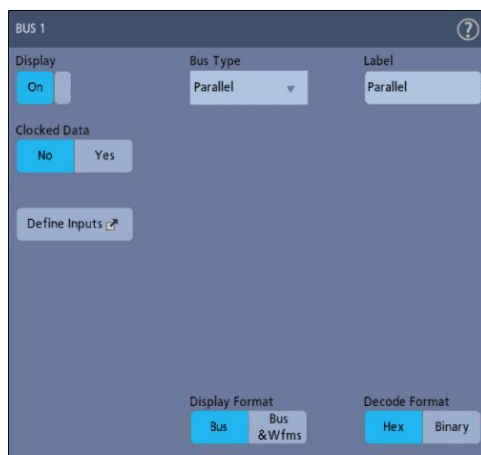 BUS 1
?
Display
Bus Type
Label
On
Parallel
Parallel
Clocked Data
No
Yes
Define Inputs
Display Format
Decode Format
Bus
Bus
&Wfms
Hex
Binary